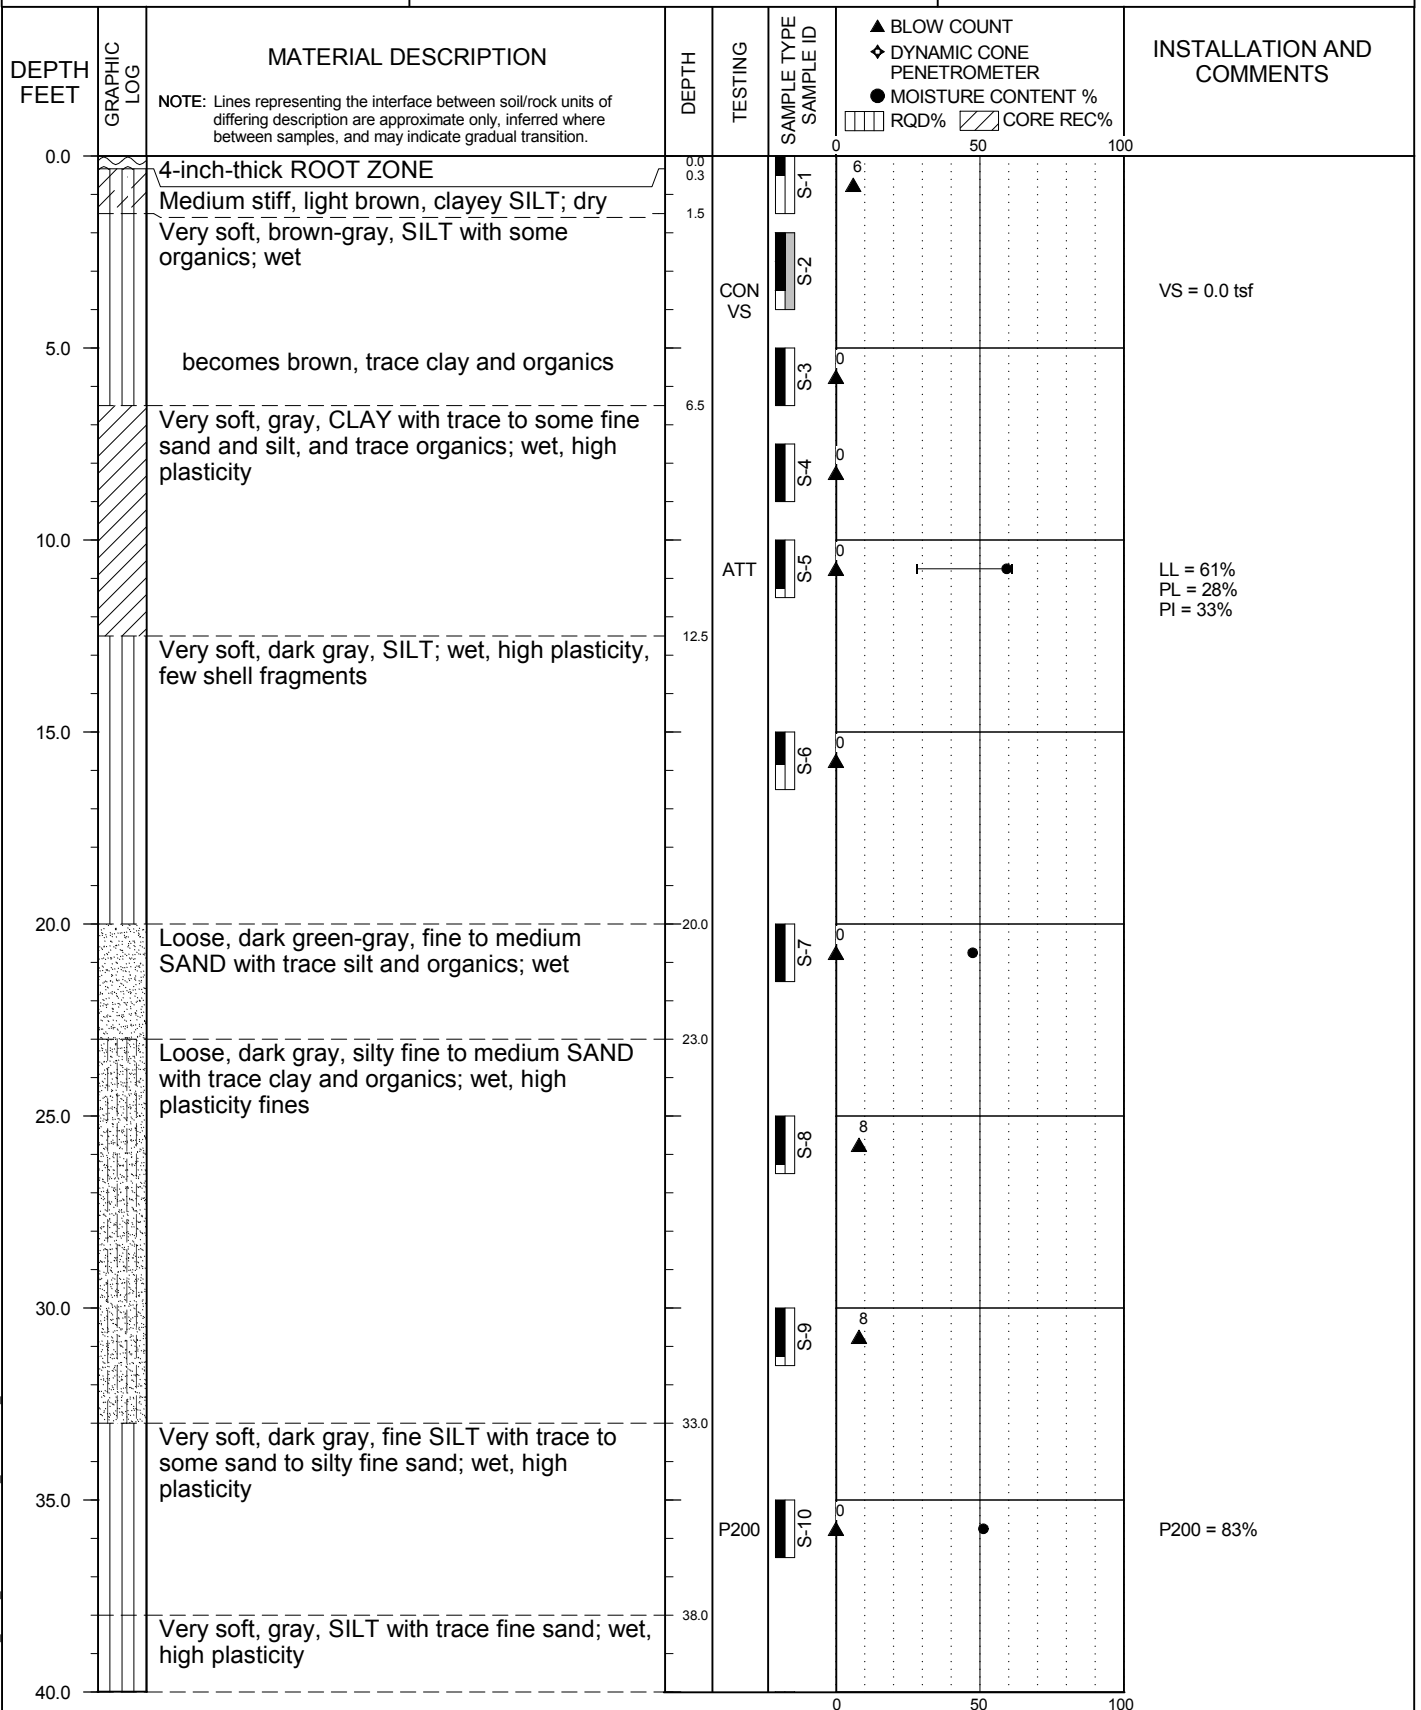 DEPTH
FEET
GRAPHIC
LOG
MATERIAL DESCRIPTION
NOTE: Lines representing the interface between soil/rock units of
differing description are approximate only, inferred where
between samples, and may indicate gradual transition.
DEPTH
TESTING
SAMPLE TYPE
SAMPLE ID
▲ BLOW COUNT
DYNAMIC CONE
PENETROMETER
● MOISTURE CONTENT %
RQD% CORE REC%
0 50 100
INSTALLATION AND
COMMENTS
0.0
4-inch-thick ROOT ZONE
0.0
0.3
Medium stiff, light brown, clayey SILT; dry
S-1
6
1.5
Very soft, brown-gray, SILT with some
organics; wet
S-2
CON
VS
VS = 0.0 tsf
5.0
becomes brown, trace clay and organics
S-3
0
6.5
Very soft, gray, CLAY with trace to some fine
sand and silt, and trace organics; wet, high
plasticity
S-4
0
10.0
ATT
S-5
0
LL = 61%
PL = 28%
PI = 33%
12.5
Very soft, dark gray, SILT; wet, high plasticity,
few shell fragments
15.0
S-6
0
20.0
20.0
Loose, dark green-gray, fine to medium
SAND with trace silt and organics; wet
S-7
0
23.0
Loose, dark gray, silty fine to medium SAND
with trace clay and organics; wet, high
plasticity fines
25.0
S-8
8
30.0
S-9
8
33.0
Very soft, dark gray, fine SILT with trace to
some sand to silty fine sand; wet, high
plasticity
35.0
P200
S-10
0
P200 = 83%
38.0
Very soft, gray, SILT with trace fine sand; wet,
high plasticity
40.0
0 50 100